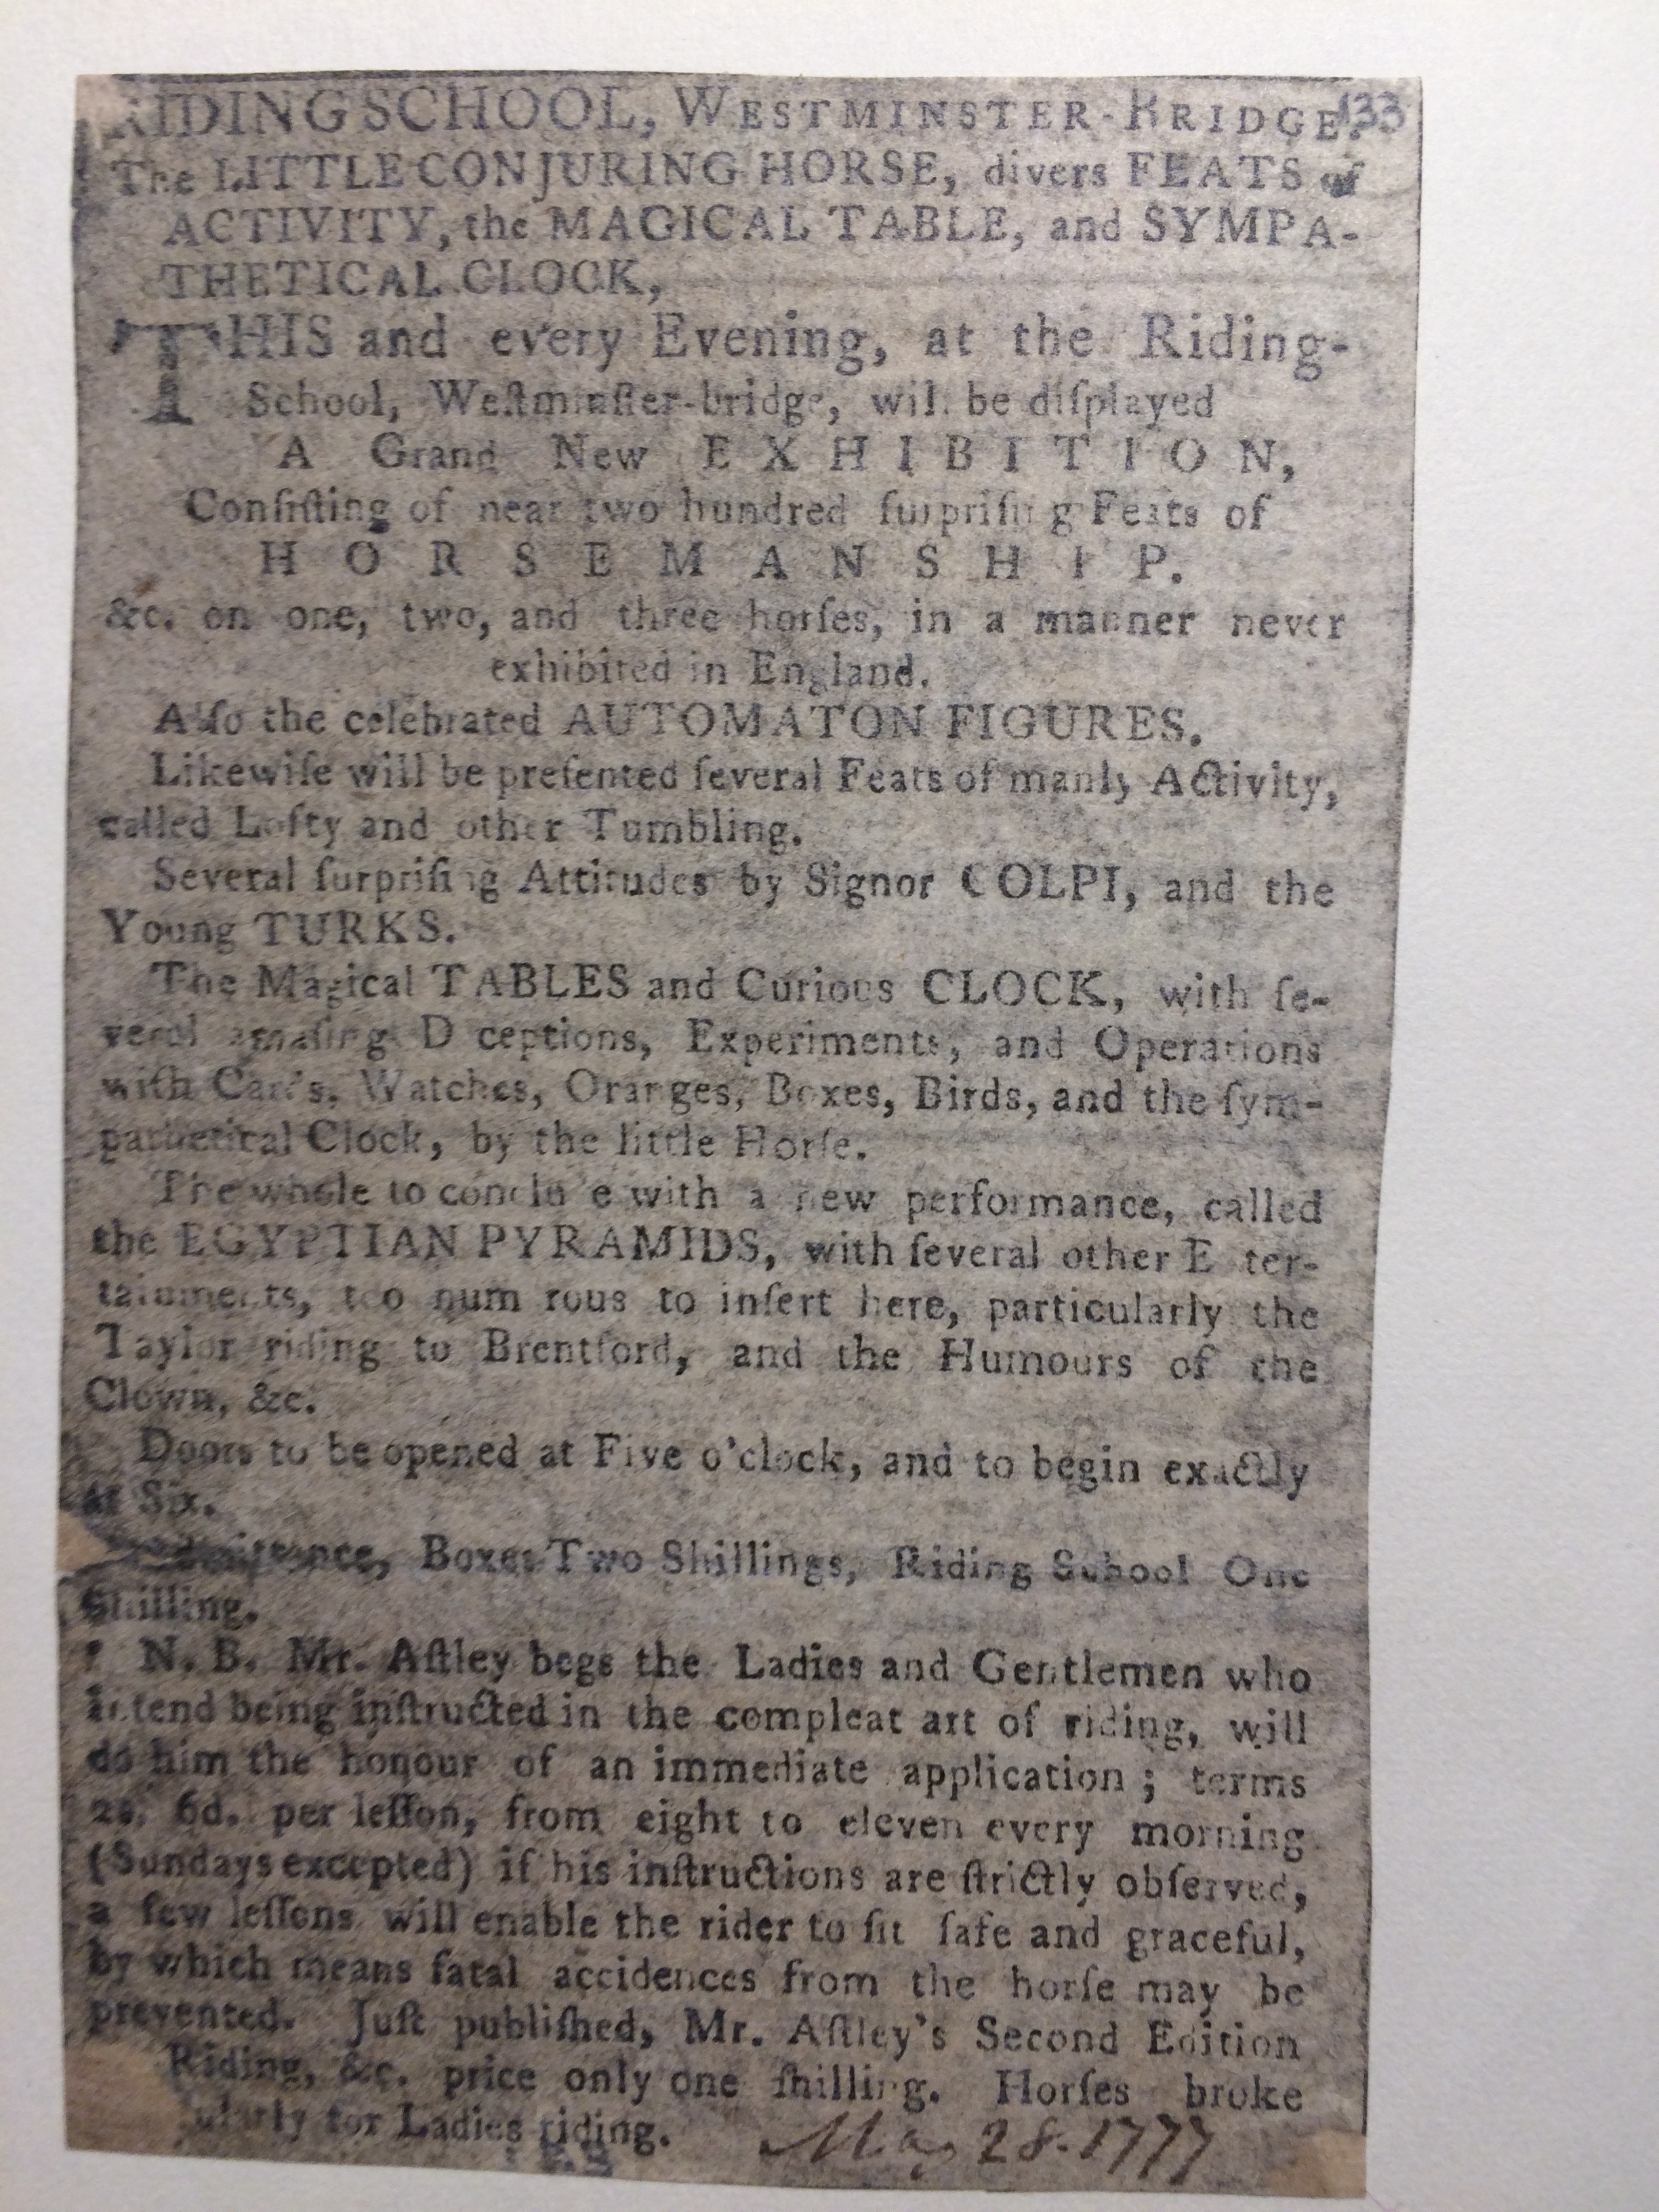 RIDING SCHOOL, WESTMINSTER-BRIDGE. 133
The LITTLE CONJURING HORSE, divers FEATS of
ACTIVITY, the MAGICAL TABLE, and SYMPA-
THETICAL CLOCK,
THIS and every Evening, at the Riding-
School, Weſtminſter-bridge, will be diſplayed
A Grand New EXHIBITION,
Conſiſting of near two hundred ſurpriſing Feats of
HORSEMANSHIP.
&c. on one, two, and three horſes, in a manner never
exhibited in England.
Alſo the celebrated AUTOMATON FIGURES.
Likewiſe will be preſented ſeveral Feats of manly Activity,
called Lofty and other Tumbling.
Several ſurpriſing Attitudes by Signor COLPI, and the
Young TURKS.
The Magical TABLES and Curious CLOCK, with ſe-
veral amaſing D ceptions, Experiments, and Operations
with Cards, Watches, Oranges, Boxes, Birds, and the ſym-
pathetical Clock, by the little Horſe.
The whole to conclu e with a new performance, called
the EGYPTIAN PYRAMIDS, with ſeveral other E ter-
tainments, too num rous to inſert here, particularly the
Taylor riding to Brentford, and the Humours of the
Clown, &c.
Doors to be opened at Five o'clock, and to begin exactly
at Six.
Admittance, Boxes Two Shillings, Riding School One
Shilling.
N. B. Mr. Aſtley begs the Ladies and Gentlemen who
intend being inſtructed in the compleat art of riding, will
do him the honour of an immediate application ; terms
2s. 6d. per leſſon, from eight to eleven every morning
(Sundays excepted) if his inſtructions are ſtrictly obſerved,
a few leſſons will enable the rider to ſit ſafe and graceful,
by which means fatal accidences from the horſe may be
prevented. Juſt publiſhed, Mr. Aſtley's Second Edition
Riding, &c. price only one ſhilling. Horſes broke
for Ladies riding. May 28. 1777